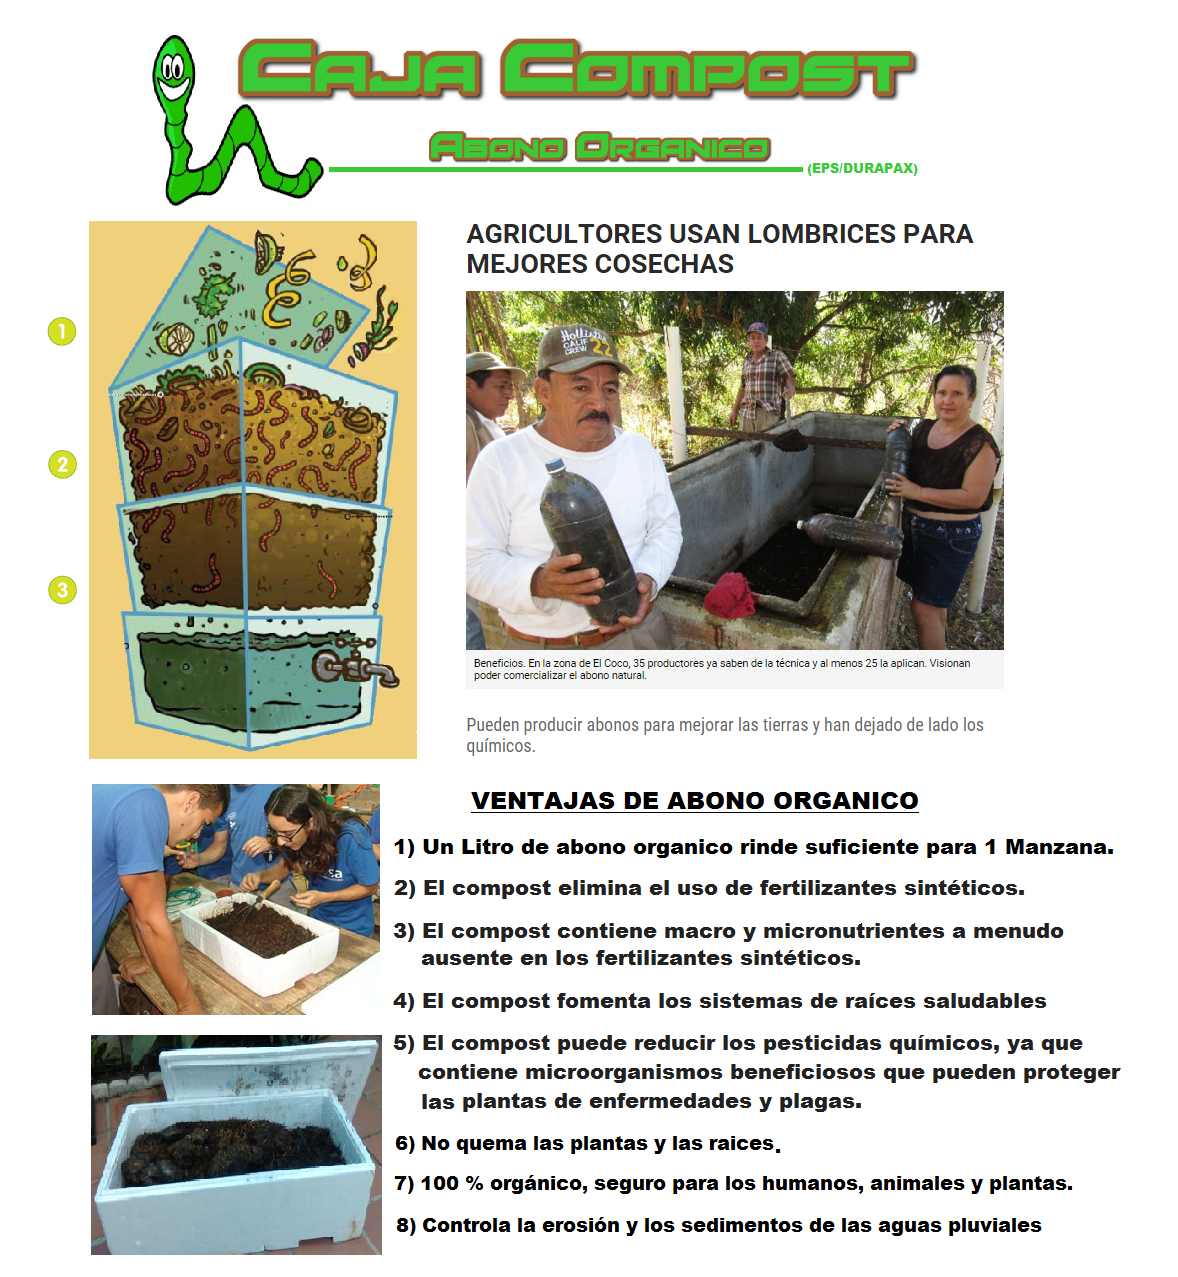 CAJA COMPOST
ABONO ORGANICO
(EPS/DURAPAX)
AGRICULTORES USAN LOMBRICES PARA
MEJORES COSECHAS
1
2
3
Hollister
CALIF
CREW 22
Beneficios. En la zona de El Coco, 35 productores ya saben de la técnica y al menos 25 la aplican. Visionan
poder comercializar el abono natural.
Pueden producir abonos para mejorar las tierras y han dejado de lado los
químicos.
VENTAJAS DE ABONO ORGANICO
1) Un Litro de abono organico rinde suficiente para 1 Manzana.
2) El compost elimina el uso de fertilizantes sintéticos.
3) El compost contiene macro y micronutrientes a menudo
ausente en los fertilizantes sintéticos.
4) El compost fomenta los sistemas de raíces saludables
5) El compost puede reducir los pesticidas químicos, ya que
contiene microorganismos beneficiosos que pueden proteger
las plantas de enfermedades y plagas.
6) No quema las plantas y las raices.
7) 100 % orgánico, seguro para los humanos, animales y plantas.
8) Controla la erosión y los sedimentos de las aguas pluviales